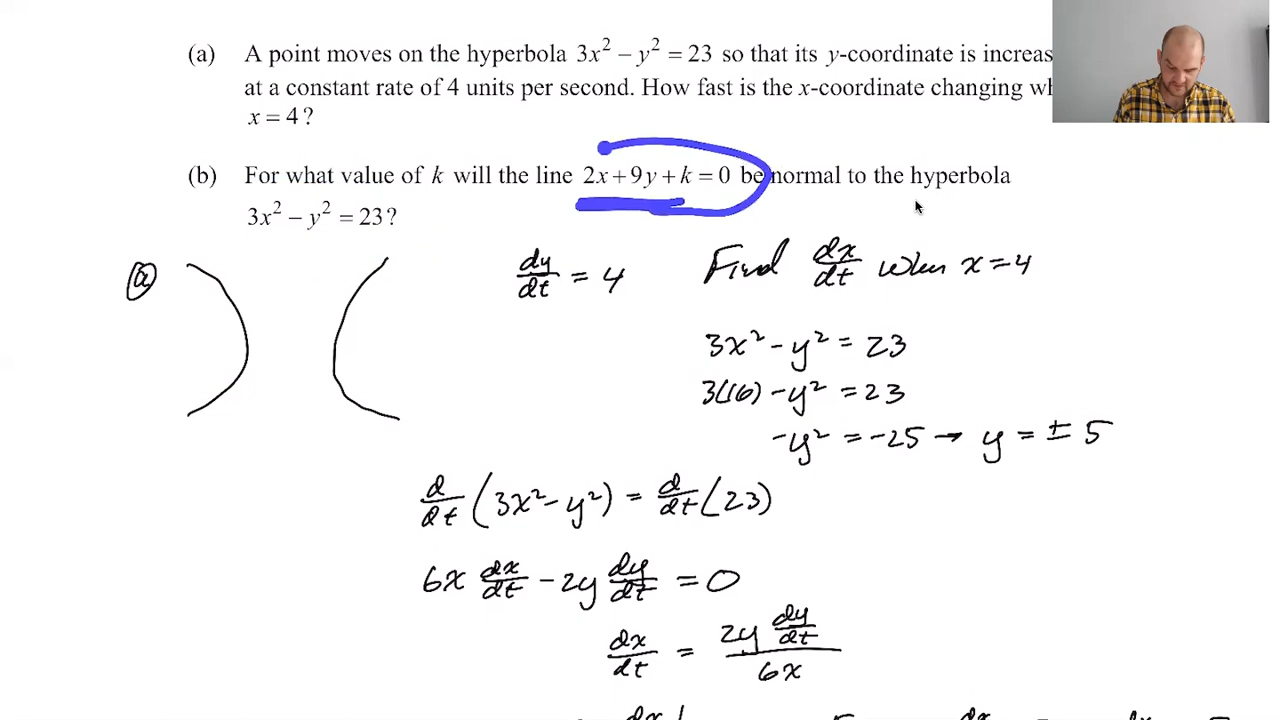 (a) A point moves on the hyperbola 3x² − y² = 23 so that its y-coordinate is increas
at a constant rate of 4 units per second. How fast is the x-coordinate changing wh
x = 4?
(b) For what value of k will the line 2x + 9y + k = 0 be normal to the hyperbola
3x² − y² = 23?
(a) dy/dt = 4 Find dx/dt when x = 4
3x² − y² = 23
3(16) − y² = 23
−y² = −25 → y = ± 5
d/dt (3x² − y²) = d/dt (23)
6x dx/dt − 2y dy/dt = 0
dx/dt = 2y dy/dt / 6x